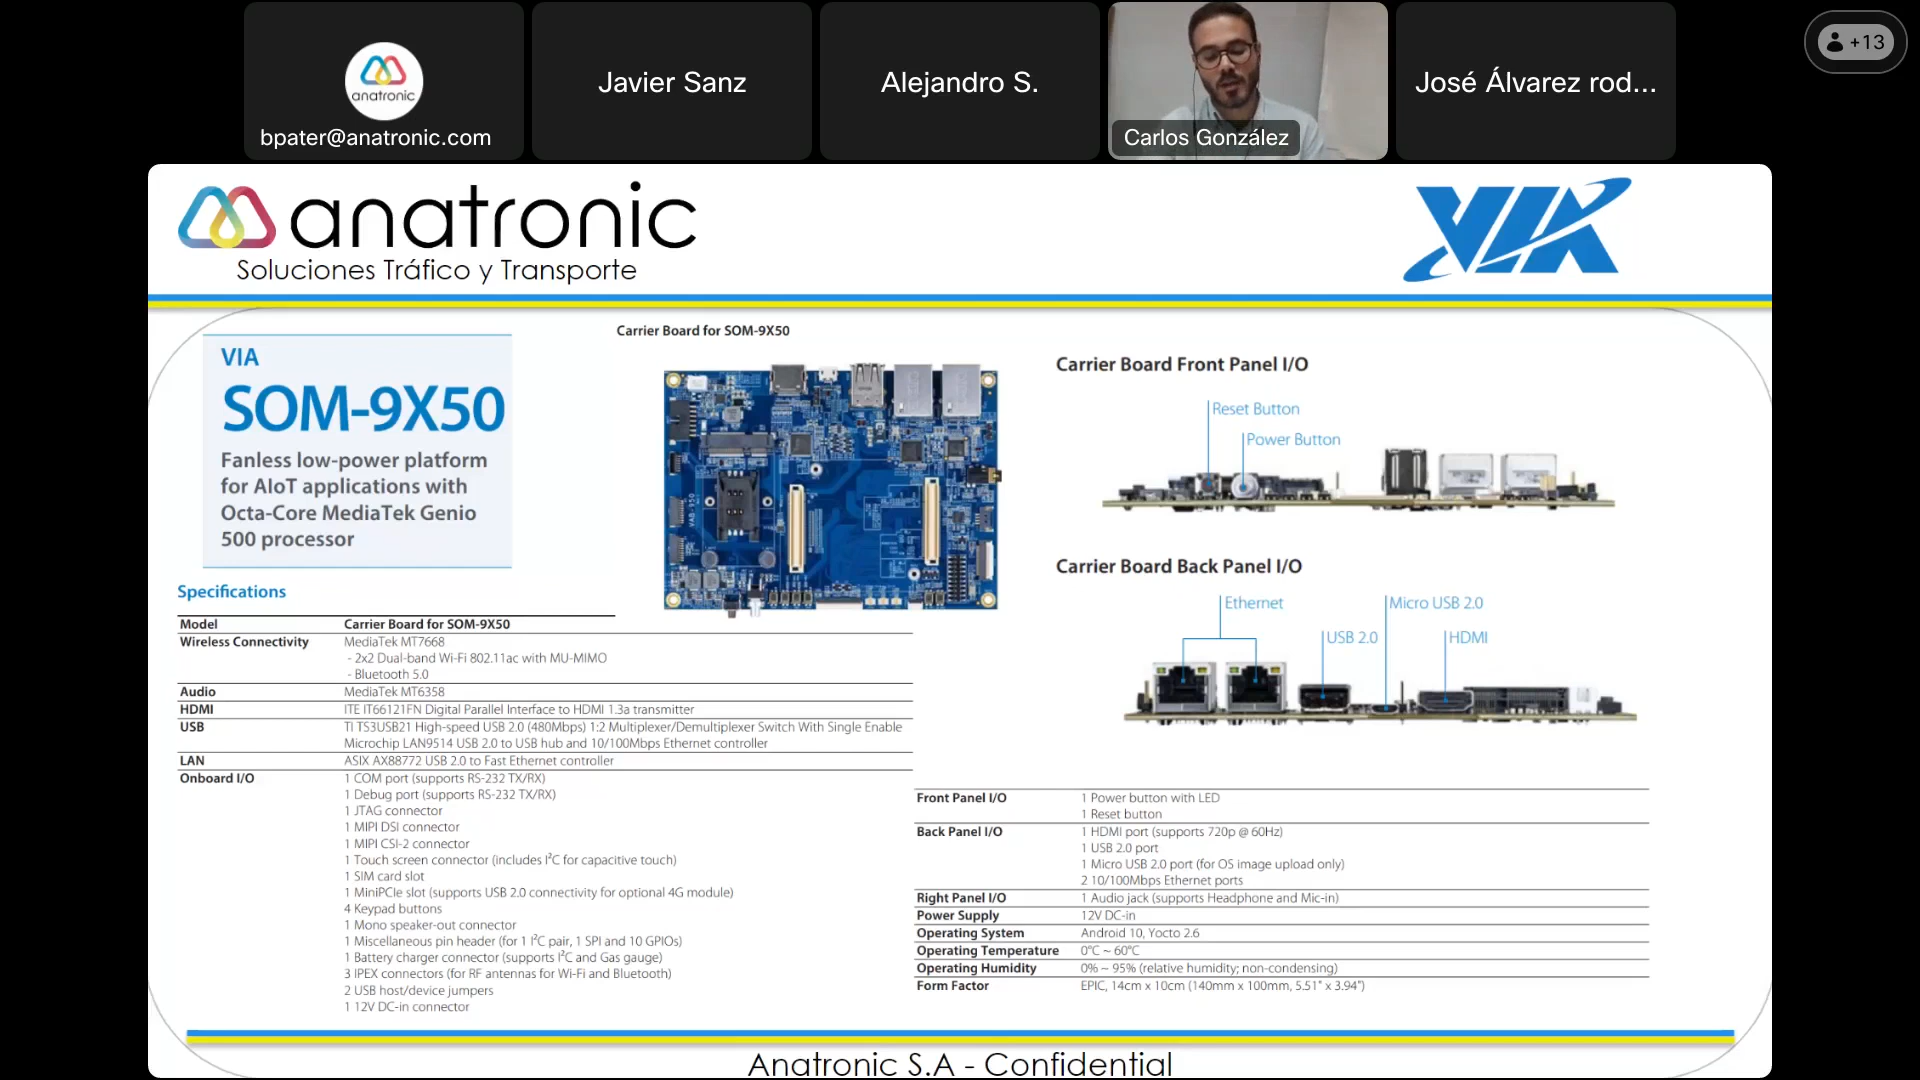 +13
anatronic
bpater@anatronic.com
Javier Sanz
Alejandro S.
Carlos González
José Álvarez rod...
anatronic
Soluciones Tráfico y Transporte
VIA
VIA
SOM-9X50
Fanless low-power platform
for AIoT applications with
Octa-Core MediaTek Genio
500 processor
Carrier Board for SOM-9X50
VAB-950
Carrier Board Front Panel I/O
Reset Button
Power Button
Carrier Board Back Panel I/O
Ethernet
Micro USB 2.0
USB 2.0
HDMI
Specifications
Model Carrier Board for SOM-9X50
Wireless Connectivity MediaTek MT7668
- 2x2 Dual-band Wi-Fi 802.11ac with MU-MIMO
- Bluetooth 5.0
Audio MediaTek MT6358
HDMI ITE IT66121FN Digital Parallel Interface to HDMI 1.3a transmitter
USB TI TS3USB21 High-speed USB 2.0 (480Mbps) 1:2 Multiplexer/Demultiplexer Switch With Single Enable
Microchip LAN9514 USB 2.0 to USB hub and 10/100Mbps Ethernet controller
LAN ASIX AX88772 USB 2.0 to Fast Ethernet controller
Onboard I/O 1 COM port (supports RS-232 TX/RX)
1 Debug port (supports RS-232 TX/RX)
1 JTAG connector
1 MIPI DSI connector
1 MIPI CSI-2 connector
1 Touch screen connector (includes I²C for capacitive touch)
1 SIM card slot
1 MiniPCIe slot (supports USB 2.0 connectivity for optional 4G module)
4 Keypad buttons
1 Mono speaker-out connector
1 Miscellaneous pin header (for 1 I²C pair, 1 SPI and 10 GPIOs)
1 Battery charger connector (supports I²C and Gas gauge)
3 IPEX connectors (for RF antennas for Wi-Fi and Bluetooth)
2 USB host/device jumpers
1 12V DC-in connector
Front Panel I/O 1 Power button with LED
1 Reset button
Back Panel I/O 1 HDMI port (supports 720p @ 60Hz)
1 USB 2.0 port
1 Micro USB 2.0 port (for OS image upload only)
2 10/100Mbps Ethernet ports
Right Panel I/O 1 Audio jack (supports Headphone and Mic-in)
Power Supply 12V DC-in
Operating System Android 10, Yocto 2.6
Operating Temperature 0°C ~ 60°C
Operating Humidity 0% ~ 95% (relative humidity; non-condensing)
Form Factor EPIC, 14cm x 10cm (140mm x 100mm, 5.51" x 3.94")
Anatronic S.A - Confidential